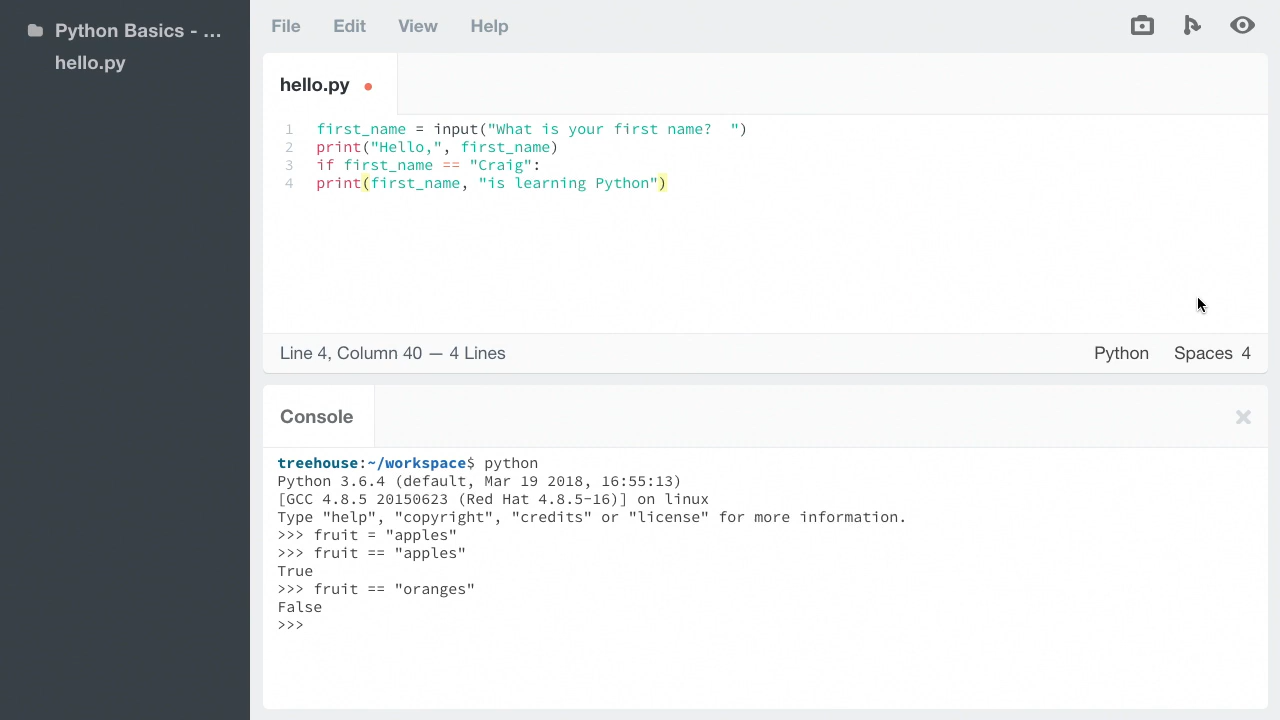 Python Basics - ...
hello.py
File Edit View Help
hello.py
1 first_name = input("What is your first name?  ")
2 print("Hello,", first_name)
3 if first_name == "Craig":
4 print(first_name, "is learning Python")
Line 4, Column 40 — 4 Lines
Python Spaces 4
Console
treehouse:~/workspace$ python
Python 3.6.4 (default, Mar 19 2018, 16:55:13)
[GCC 4.8.5 20150623 (Red Hat 4.8.5-16)] on linux
Type "help", "copyright", "credits" or "license" for more information.
>>> fruit = "apples"
>>> fruit == "apples"
True
>>> fruit == "oranges"
False
>>>